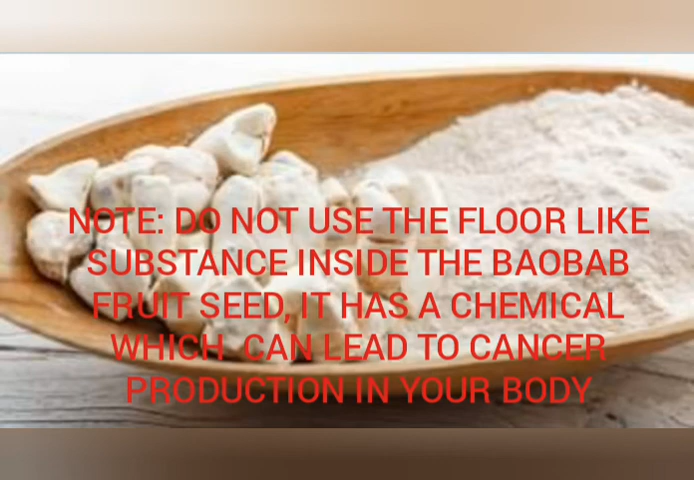 NOTE: DO NOT USE THE FLOOR LIKE
SUBSTANCE INSIDE THE BAOBAB
FRUIT SEED, IT HAS A CHEMICAL
WHICH CAN LEAD TO CANCER
PRODUCTION IN YOUR BODY